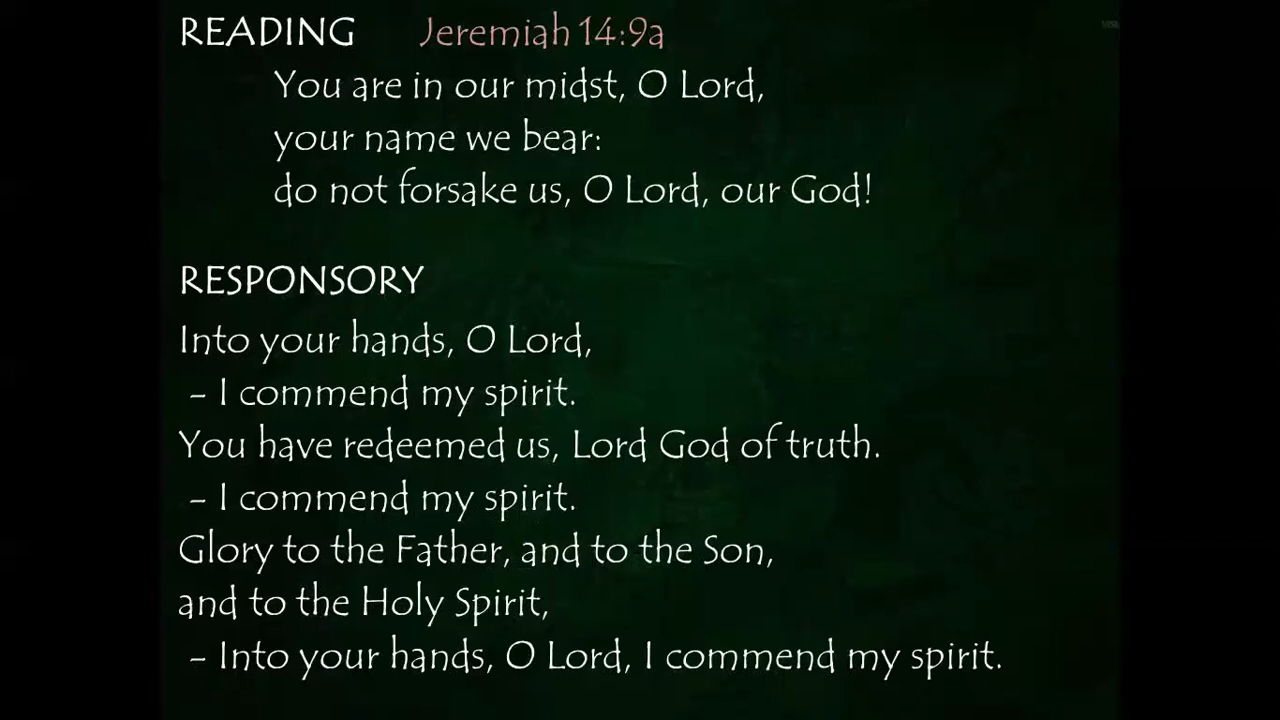 READING Jeremiah 14:9a
You are in our midst, O Lord,
your name we bear:
do not forsake us, O Lord, our God!
RESPONSORY
Into your hands, O Lord,
– I commend my spirit.
You have redeemed us, Lord God of truth.
– I commend my spirit.
Glory to the Father, and to the Son,
and to the Holy Spirit,
– Into your hands, O Lord, I commend my spirit.